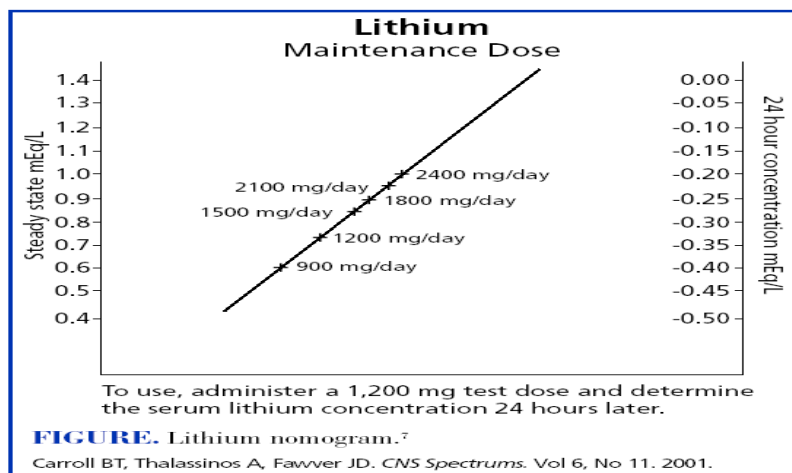 Lithium
Maintenance Dose
Steady state mEq/L
1.4
1.3
1.2
1.1
1.0
0.9
0.8
0.7
0.6
0.5
0.4
2400 mg/day
2100 mg/day
1800 mg/day
1500 mg/day
1200 mg/day
900 mg/day
0.00
-0.05
-0.10
-0.15
-0.20
-0.25
-0.30
-0.35
-0.40
-0.45
-0.50
24 hour concentration mEq/L
To use, administer a 1,200 mg test dose and determine
the serum lithium concentration 24 hours later.
FIGURE. Lithium nomogram.⁷
Carroll BT, Thalassinos A, Fawver JD. CNS Spectrums. Vol 6, No 11. 2001.